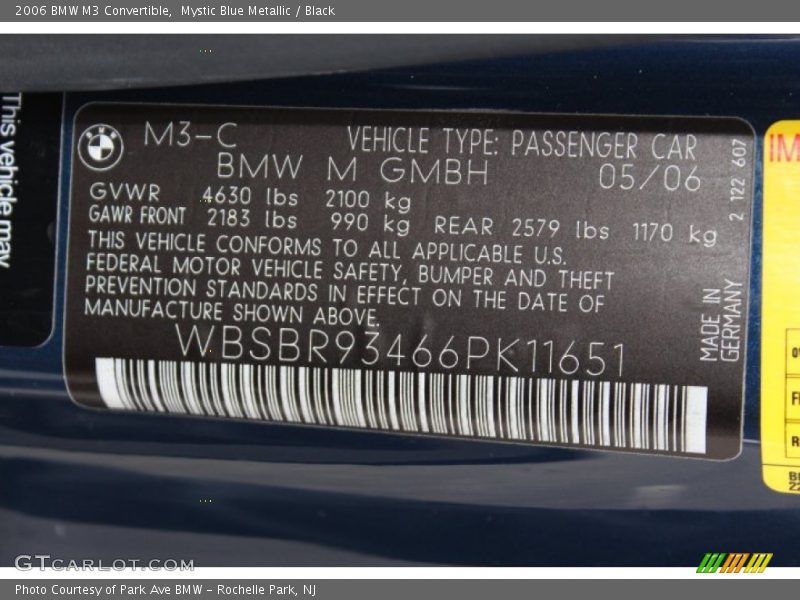 2006 BMW M3 Convertible,  Mystic Blue Metallic / Black
This vehicle may
BMW
M3-C
VEHICLE TYPE: PASSENGER CAR
BMW M GMBH
05/06
GVWR 4630 lbs 2100 kg
GAWR FRONT 2183 lbs 990 kg REAR 2579 lbs 1170 kg
THIS VEHICLE CONFORMS TO ALL APPLICABLE U.S.
FEDERAL MOTOR VEHICLE SAFETY, BUMPER AND THEFT
PREVENTION STANDARDS IN EFFECT ON THE DATE OF
MANUFACTURE SHOWN ABOVE.
WBSBR93466PK11651
2 122 607
MADE IN
GERMANY
IM
GTCARLOT.COM
Photo Courtesy of Park Ave BMW - Rochelle Park, NJ